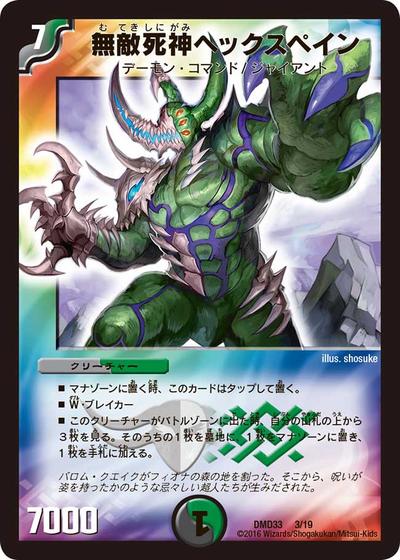 7
むてきしにがみ
無敵死神ヘックスペイン
デーモン・コマンド/ジャイアント
illus. shosuke
クリーチャー
■ マナゾーンに置く時、このカードはタップして置く。
■ W・ブレイカー
■ このクリーチャーがバトルゾーンに出た時、自分の山札の上から
3枚を見る。そのうちの1枚を墓地に、1枚をマナゾーンに置き、
1枚を手札に加える。
バロム・クエイクがフィオナの森の地を割った。そこから、呪いが
姿を持ったかのような忌々しい超人たちが生みだされた。
7000
1
DMD33 3/19
©2016 Wizards/Shogakukan/Mitsui-Kids